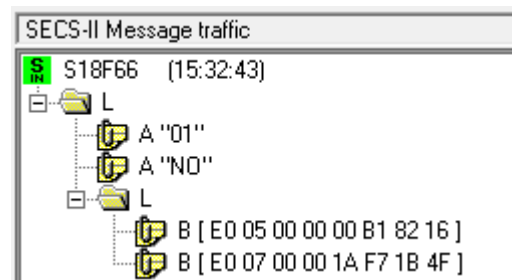 SECS-II Message traffic
S IN S18F66 (15:32:43)
L
A "01"
A "NO"
L
B [ E0 05 00 00 00 B1 82 16 ]
B [ E0 07 00 00 1A F7 1B 4F ]